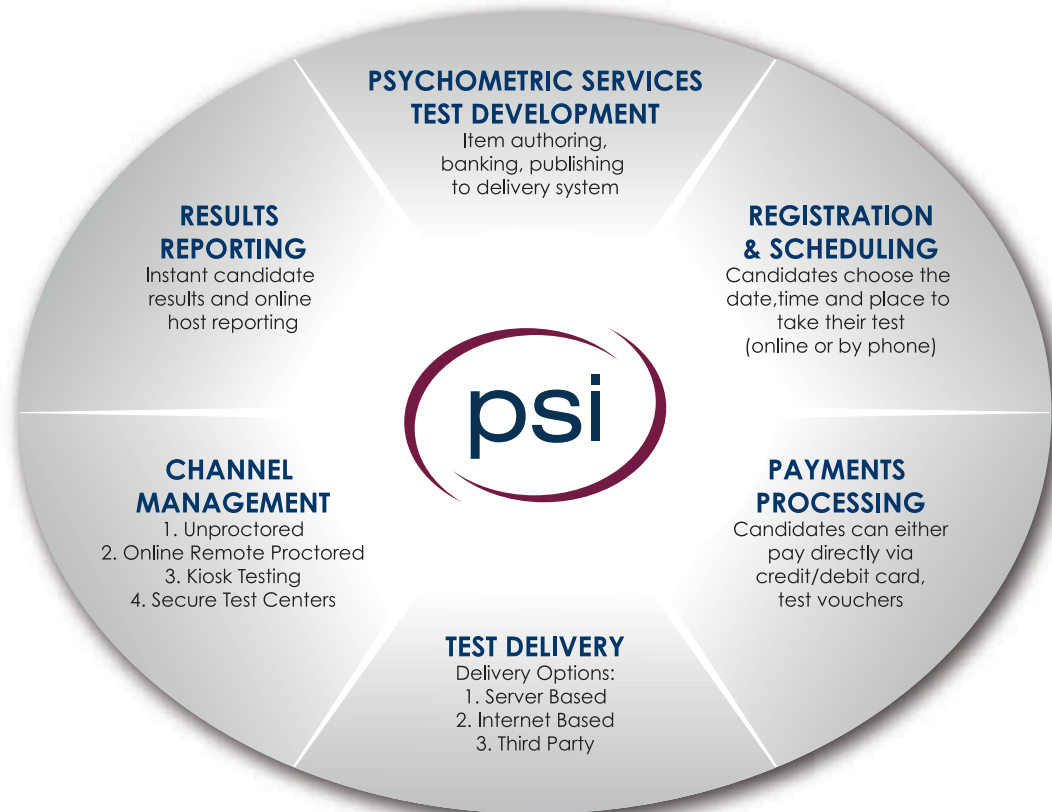 PSYCHOMETRIC SERVICES
TEST DEVELOPMENT
Item authoring,
banking, publishing
to delivery system
REGISTRATION
& SCHEDULING
Candidates choose the
date,time and place to
take their test
(online or by phone)
PAYMENTS
PROCESSING
Candidates can either
pay directly via
credit/debit card,
test vouchers
TEST DELIVERY
Delivery Options:
1. Server Based
2. Internet Based
3. Third Party
CHANNEL
MANAGEMENT
1. Unproctored
2. Online Remote Proctored
3. Kiosk Testing
4. Secure Test Centers
RESULTS
REPORTING
Instant candidate
results and online
host reporting
psi